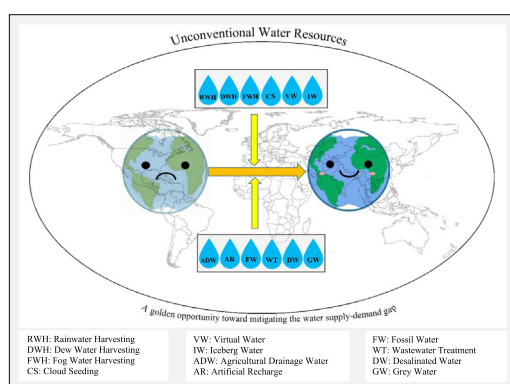 Unconventional Water Resources
RWH DWH FWH CS VW IW
ADW AR FW WT DW GW
A golden opportunity toward mitigating the water supply-demand gap
RWH: Rainwater Harvesting
DWH: Dew Water Harvesting
FWH: Fog Water Harvesting
CS: Cloud Seeding
VW: Virtual Water
IW: Iceberg Water
ADW: Agricultural Drainage Water
AR: Artificial Recharge
FW: Fossil Water
WT: Wastewater Treatment
DW: Desalinated Water
GW: Grey Water